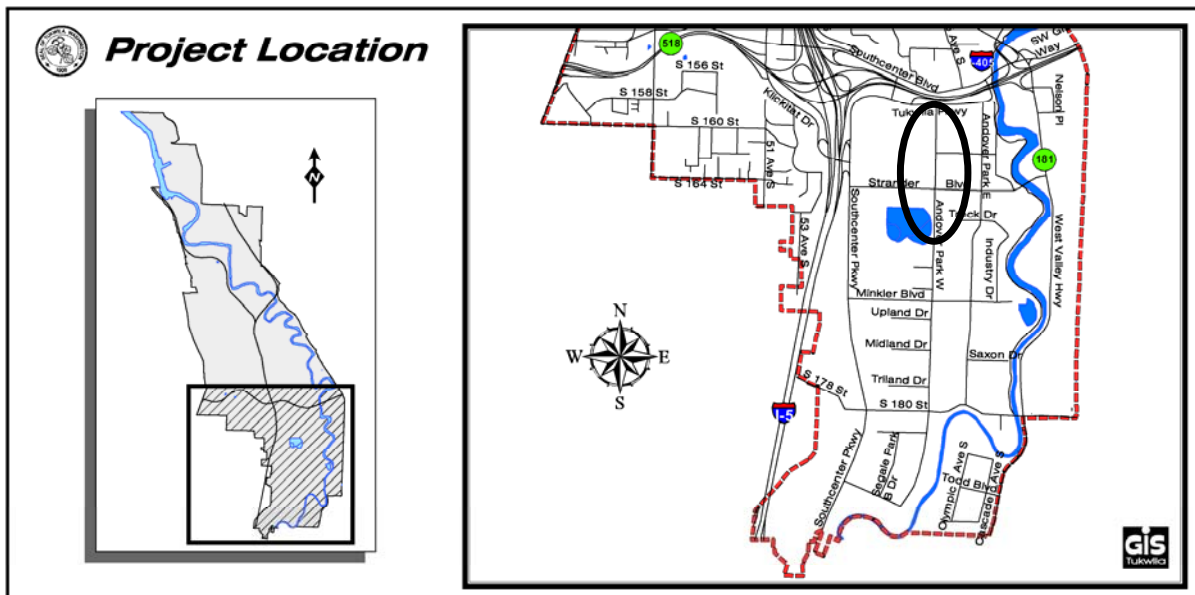 Project Location
N
518
S 156 St
S 158 St
S 160 St
S 164 St
Klickitat Dr
51 Ave S
53 Ave S
Southcenter Blvd
Ave S
I-405
SW Gr
Way
Nelson Pl
Tukwila Pkwy
Andover Park E
181
Strander Blvd
Southcenter Pkwy
Andover Park W
Track Dr
Industry Dr
West Valley Hwy
Minkler Blvd
Upland Dr
Midland Dr
Saxon Dr
Triland Dr
S 178 St
S 180 St
I-5
N
W E
S
Southcenter Pkwy
Segale Park
B Dr
Olympic Ave S
Todd Blvd
Cascade Ave S
GIS
Tukwila